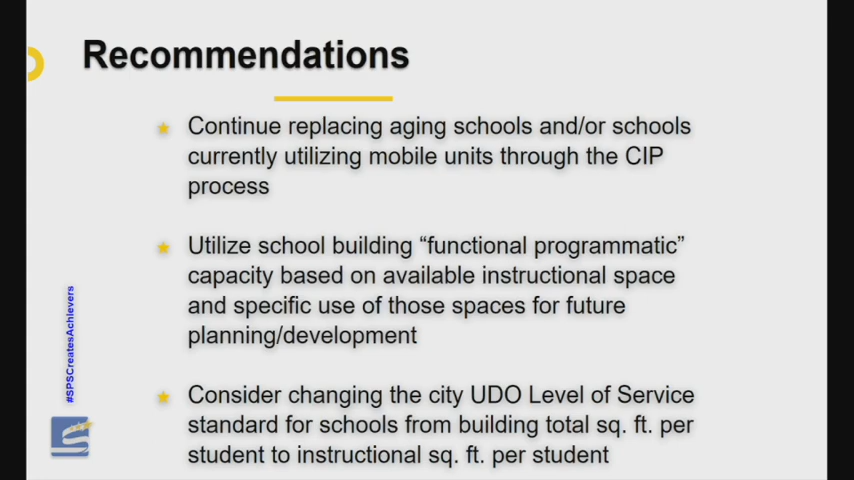 Recommendations
Continue replacing aging schools and/or schools
currently utilizing mobile units through the CIP
process
Utilize school building “functional programmatic”
capacity based on available instructional space
and specific use of those spaces for future
planning/development
Consider changing the city UDO Level of Service
standard for schools from building total sq. ft. per
student to instructional sq. ft. per student
#SPSCreatesAchievers